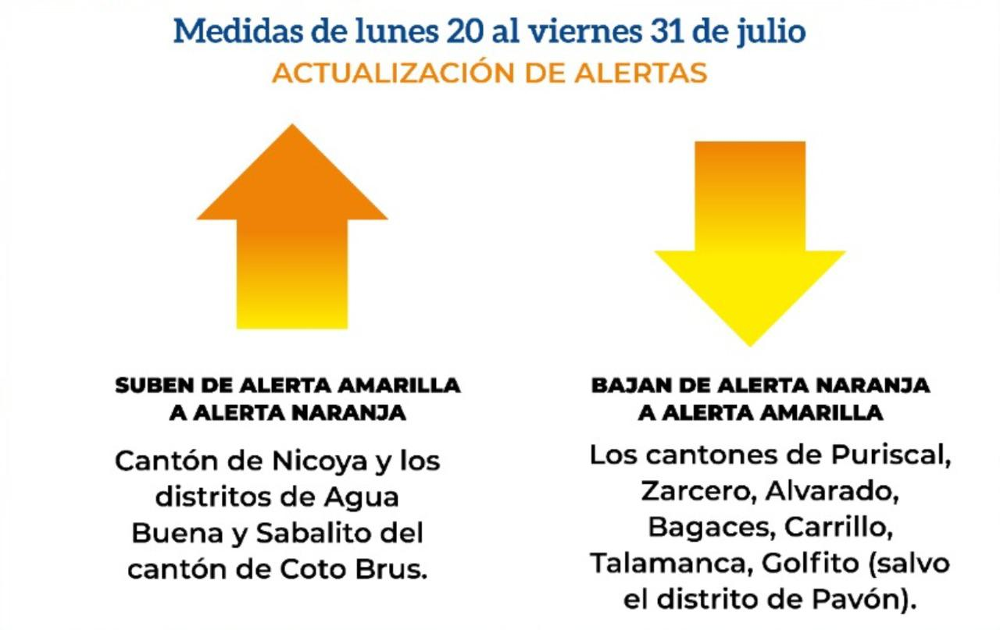 Medidas de lunes 20 al viernes 31 de julio
ACTUALIZACIÓN DE ALERTAS
SUBEN DE ALERTA AMARILLA
A ALERTA NARANJA
Cantón de Nicoya y los
distritos de Agua
Buena y Sabalito del
cantón de Coto Brus.
BAJAN DE ALERTA NARANJA
A ALERTA AMARILLA
Los cantones de Puriscal,
Zarcero, Alvarado,
Bagaces, Carrillo,
Talamanca, Golfito (salvo
el distrito de Pavón).